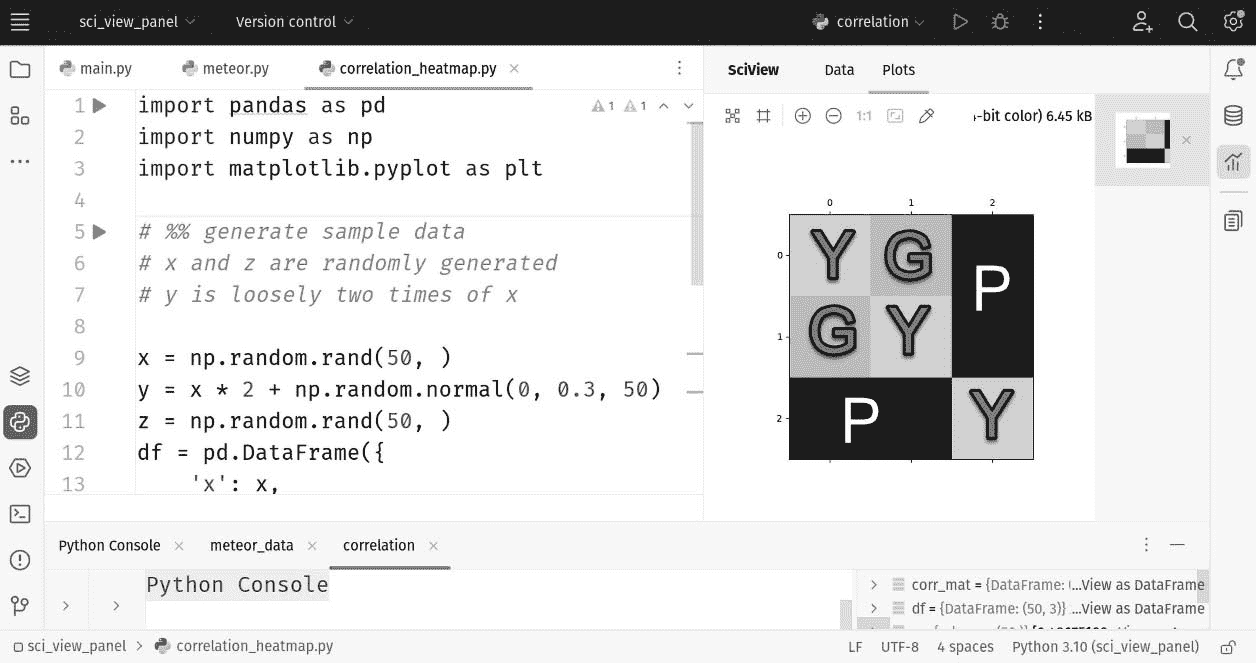 sci_view_panel Version control correlation
main.py meteor.py correlation_heatmap.py
SciView Data Plots
1 import pandas as pd 1 1
2 import numpy as np
3 import matplotlib.pyplot as plt
4
5 # %% generate sample data
6 # x and z are randomly generated
7 # y is loosely two times of x
8
9 x = np.random.rand(50, )
10 y = x * 2 + np.random.normal(0, 0.3, 50)
11 z = np.random.rand(50, )
12 df = pd.DataFrame({
13 'x': x,
1:1 -bit color) 6.45 kB
0 1 2
0 Y G P
1 G Y
2 P Y
Python Console meteor_data correlation
Python Console
corr_mat = {DataFrame: ...View as DataFrame
df = {DataFrame: (50, 3)} ...View as DataFrame
sci_view_panel > correlation_heatmap.py LF UTF-8 4 spaces Python 3.10 (sci_view_panel)